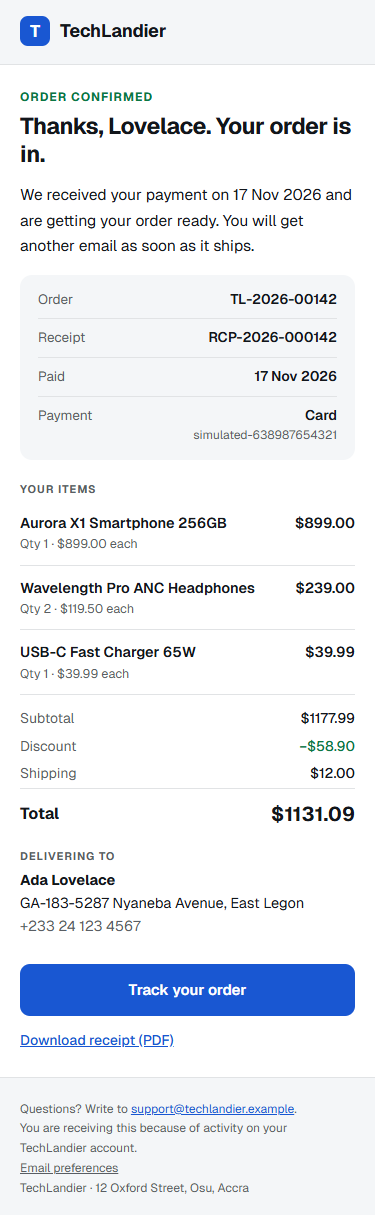 T TechLandier
ORDER CONFIRMED
Thanks, Lovelace. Your order is
in.
We received your payment on 17 Nov 2026 and
are getting your order ready. You will get
another email as soon as it ships.
Order TL-2026-00142
Receipt RCP-2026-000142
Paid 17 Nov 2026
Payment Card
simulated-638987654321
YOUR ITEMS
Aurora X1 Smartphone 256GB $899.00
Qty 1 · $899.00 each
Wavelength Pro ANC Headphones $239.00
Qty 2 · $119.50 each
USB-C Fast Charger 65W $39.99
Qty 1 · $39.99 each
Subtotal $1177.99
Discount −$58.90
Shipping $12.00
Total $1131.09
DELIVERING TO
Ada Lovelace
GA-183-5287 Nyaneba Avenue, East Legon
+233 24 123 4567
Track your order
Download receipt (PDF)
Questions? Write to support@techlandier.example.
You are receiving this because of activity on your
TechLandier account.
Email preferences
TechLandier · 12 Oxford Street, Osu, Accra